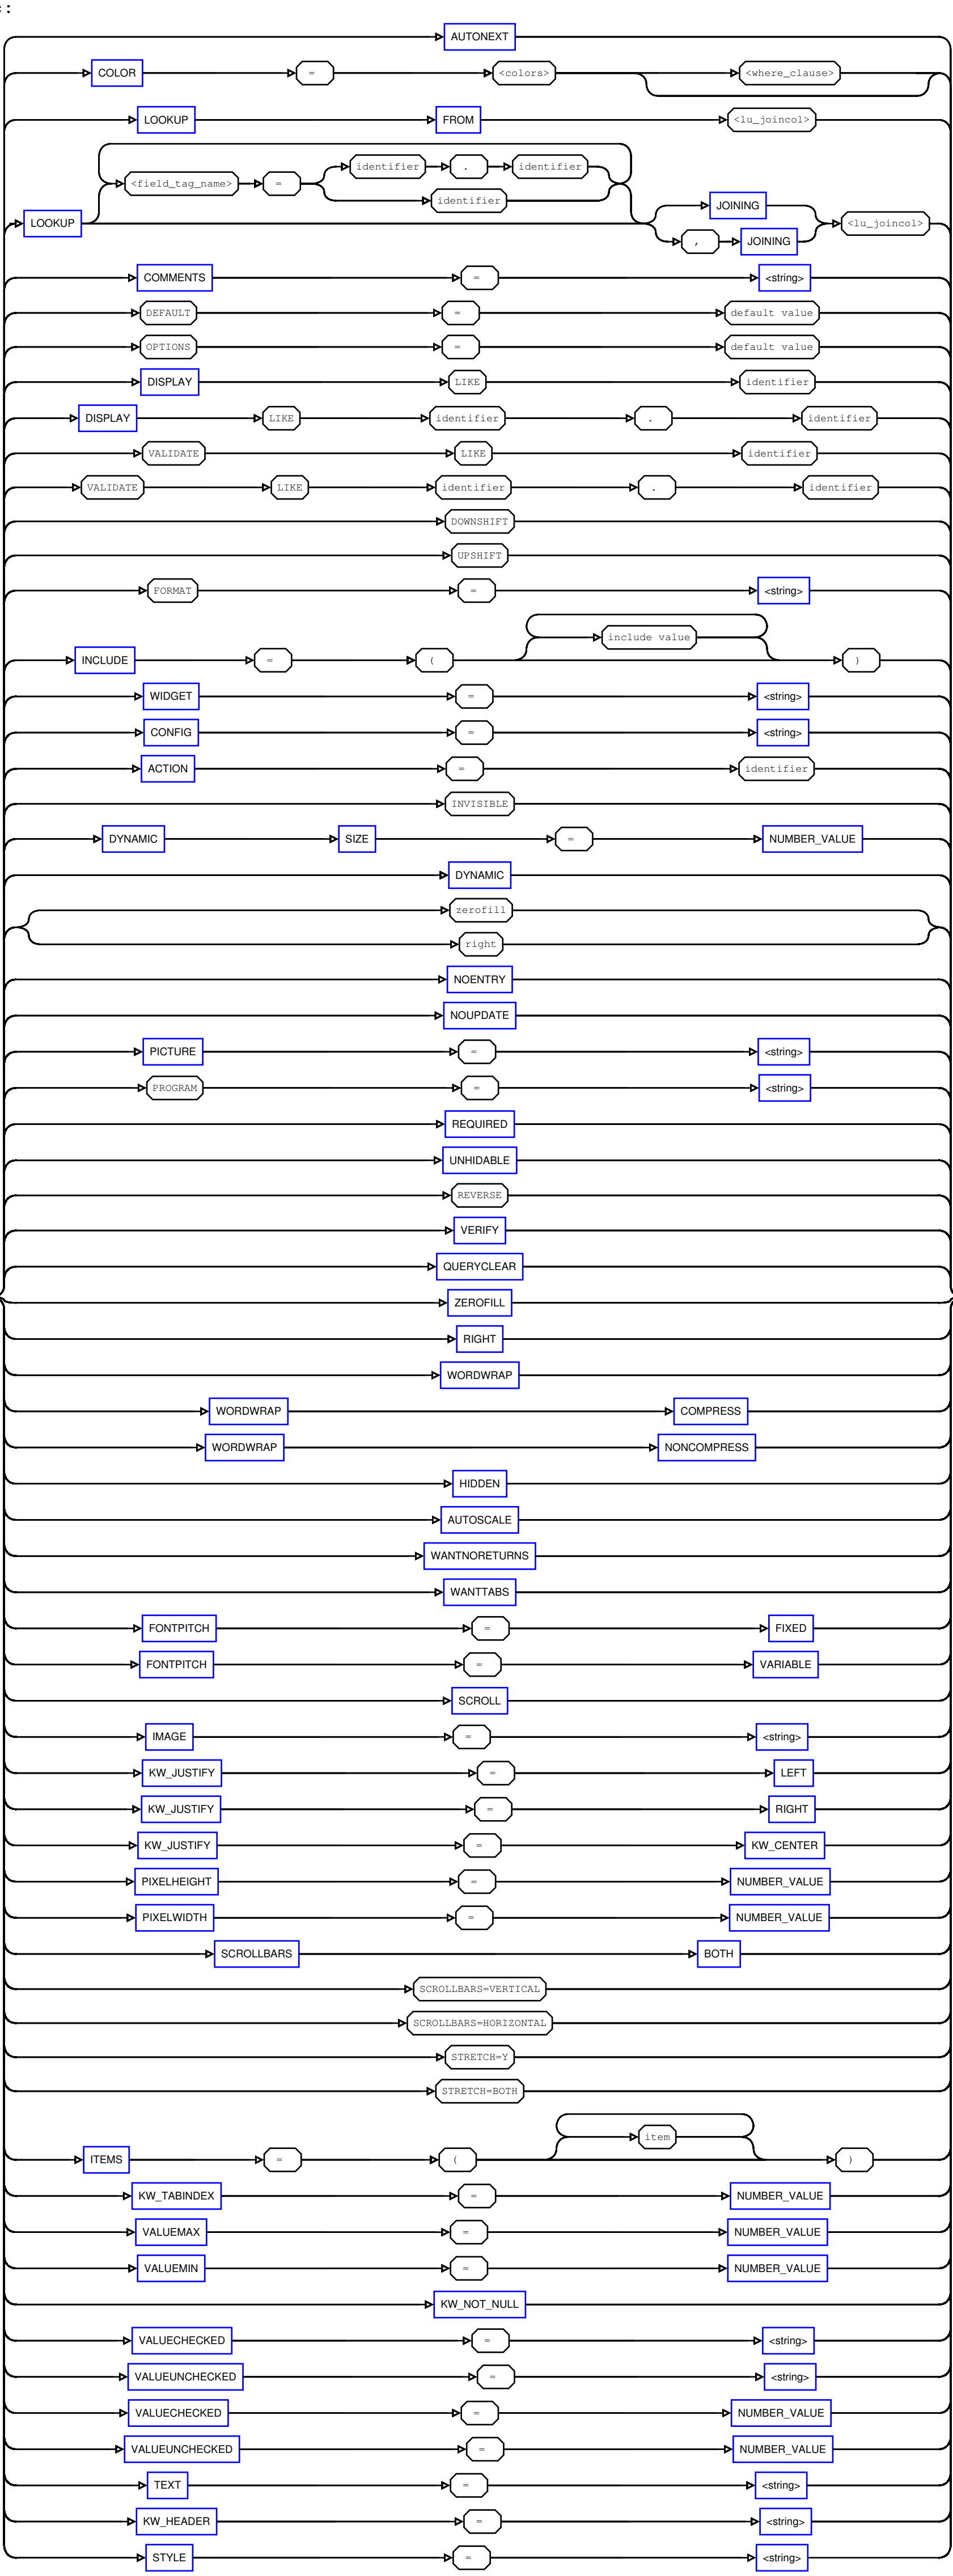 :
AUTONEXT
COLOR = <colors> <where_clause>
LOOKUP FROM <lu_joincol>
identifier . identifier
<field_tag_name> =
identifier
JOINING
LOOKUP <lu_joincol>
, JOINING
COMMENTS = <string>
DEFAULT = default value
OPTIONS = default value
DISPLAY LIKE identifier
DISPLAY LIKE identifier . identifier
VALIDATE LIKE identifier
VALIDATE LIKE identifier . identifier
DOWNSHIFT
UPSHIFT
FORMAT = <string>
include value
INCLUDE = ( )
WIDGET = <string>
CONFIG = <string>
ACTION = identifier
INVISIBLE
DYNAMIC SIZE = NUMBER_VALUE
DYNAMIC
zerofill
right
NOENTRY
NOUPDATE
PICTURE = <string>
PROGRAM = <string>
REQUIRED
UNHIDABLE
REVERSE
VERIFY
QUERYCLEAR
ZEROFILL
RIGHT
WORDWRAP
WORDWRAP COMPRESS
WORDWRAP NONCOMPRESS
HIDDEN
AUTOSCALE
WANTNORETURNS
WANTTABS
FONTPITCH = FIXED
FONTPITCH = VARIABLE
SCROLL
IMAGE = <string>
KW_JUSTIFY = LEFT
KW_JUSTIFY = RIGHT
KW_JUSTIFY = KW_CENTER
PIXELHEIGHT = NUMBER_VALUE
PIXELWIDTH = NUMBER_VALUE
SCROLLBARS BOTH
SCROLLBARS=VERTICAL
SCROLLBARS=HORIZONTAL
STRETCH=Y
STRETCH=BOTH
item
ITEMS = ( )
KW_TABINDEX = NUMBER_VALUE
VALUEMAX = NUMBER_VALUE
VALUEMIN = NUMBER_VALUE
KW_NOT_NULL
VALUECHECKED = <string>
VALUEUNCHECKED = <string>
VALUECHECKED = NUMBER_VALUE
VALUEUNCHECKED = NUMBER_VALUE
TEXT = <string>
KW_HEADER = <string>
STYLE = <string>